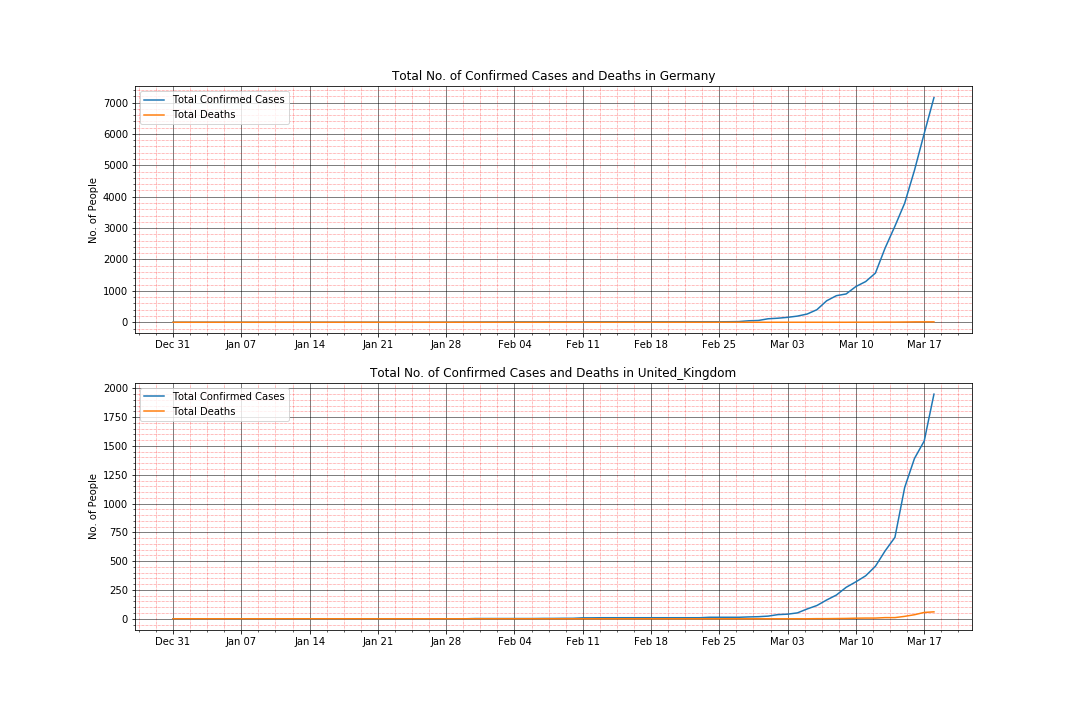 Total No. of Confirmed Cases and Deaths in Germany
Total Confirmed Cases
Total Deaths
7000
6000
5000
4000
3000
2000
1000
0
No. of People
Dec 31 Jan 07 Jan 14 Jan 21 Jan 28 Feb 04 Feb 11 Feb 18 Feb 25 Mar 03 Mar 10 Mar 17
Total No. of Confirmed Cases and Deaths in United_Kingdom
Total Confirmed Cases
Total Deaths
2000
1750
1500
1250
1000
750
500
250
0
No. of People
Dec 31 Jan 07 Jan 14 Jan 21 Jan 28 Feb 04 Feb 11 Feb 18 Feb 25 Mar 03 Mar 10 Mar 17